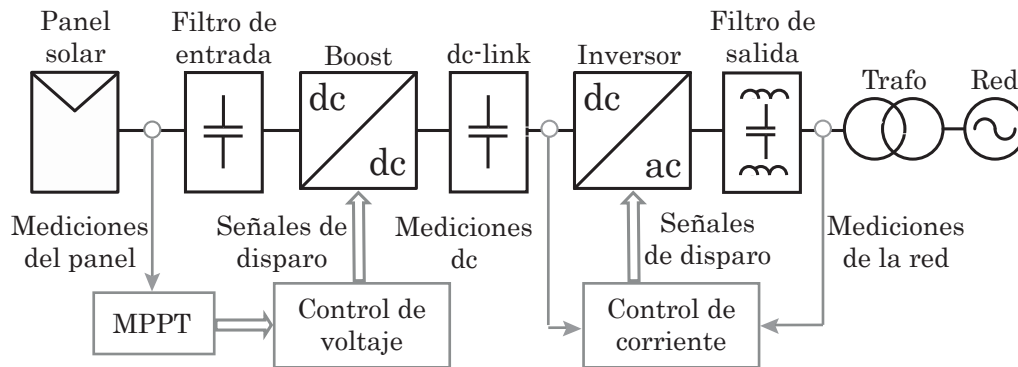 Panel
solar
Filtro de
entrada
Boost
dc-link
Inversor
Filtro de
salida
Trafo
Red
dc
dc
dc
ac
Mediciones
del panel
Señales de
disparo
Mediciones
dc
Señales
de disparo
Mediciones
de la red
MPPT
Control de
voltaje
Control de
corriente